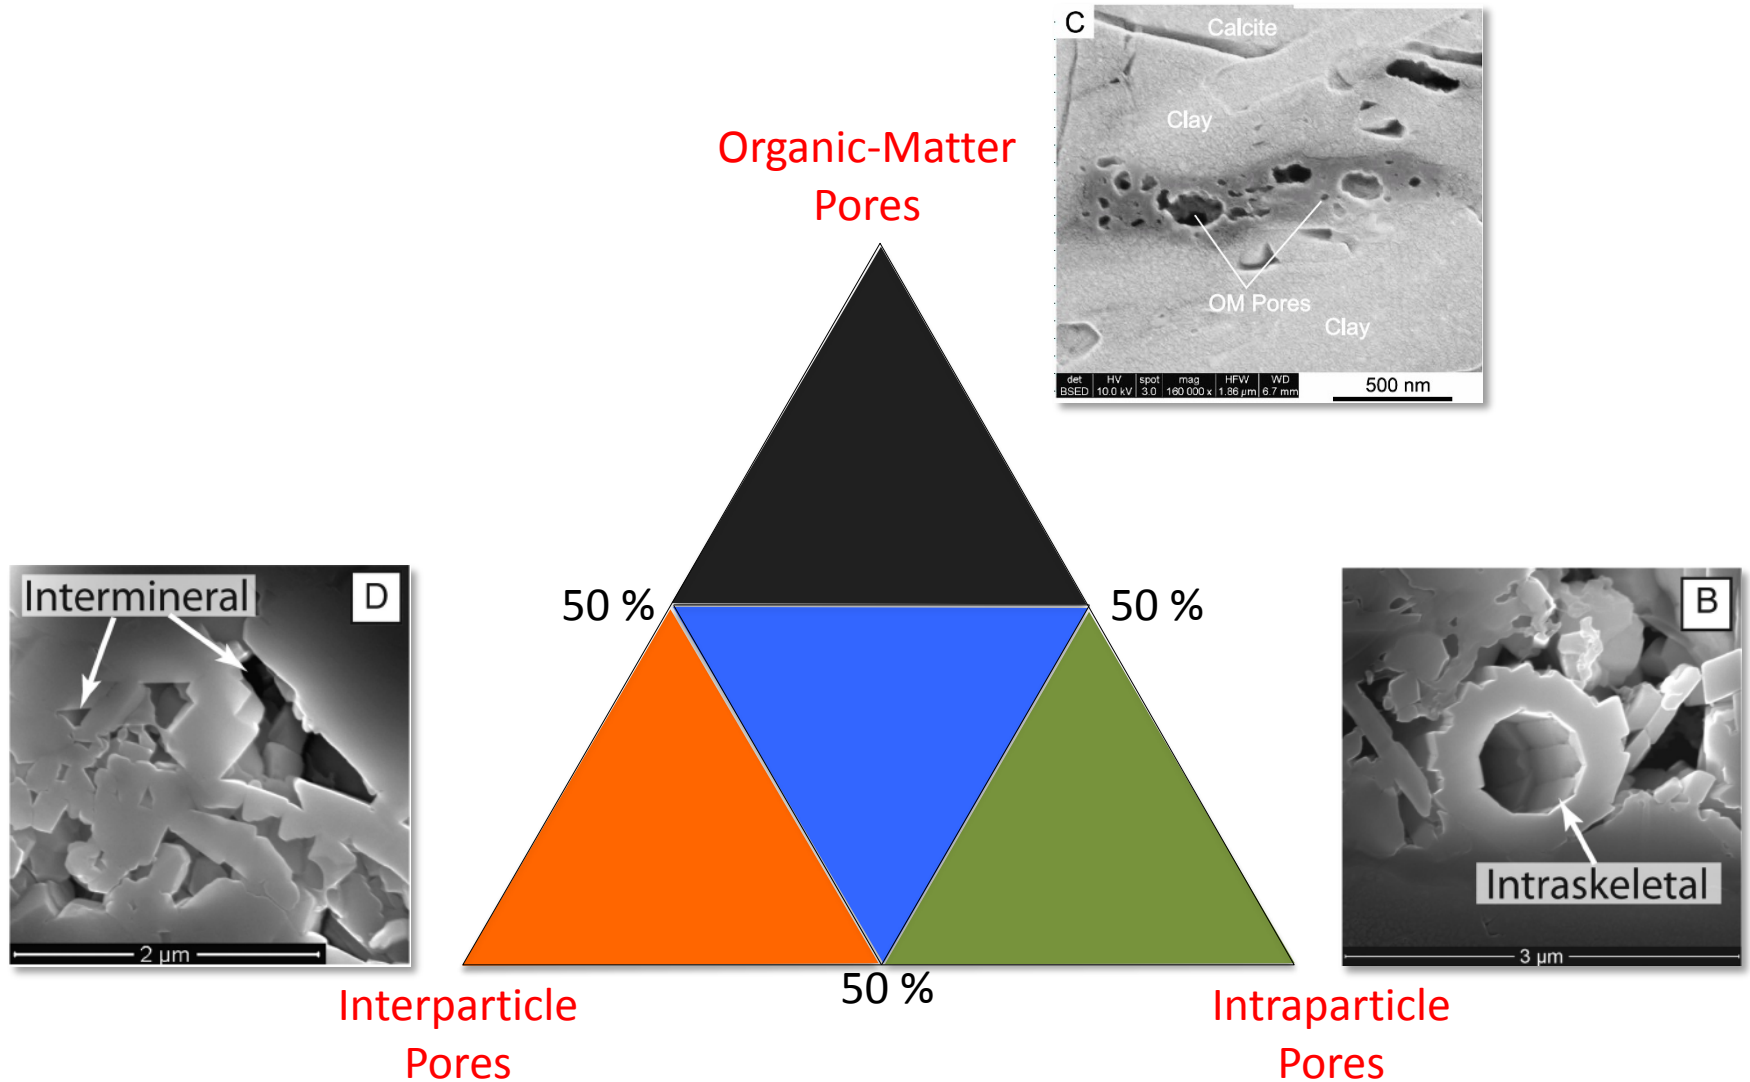 C
Calcite
Clay
OM Pores
Clay
det HV spot mag HFW WD
BSED 10.0 kV 3.0 160 000 x 1.86 µm 6.7 mm
500 nm
Organic-Matter
Pores
Intermineral
D
2 µm
50 %
50 %
50 %
B
Intraskeletal
3 µm
Interparticle
Pores
Intraparticle
Pores